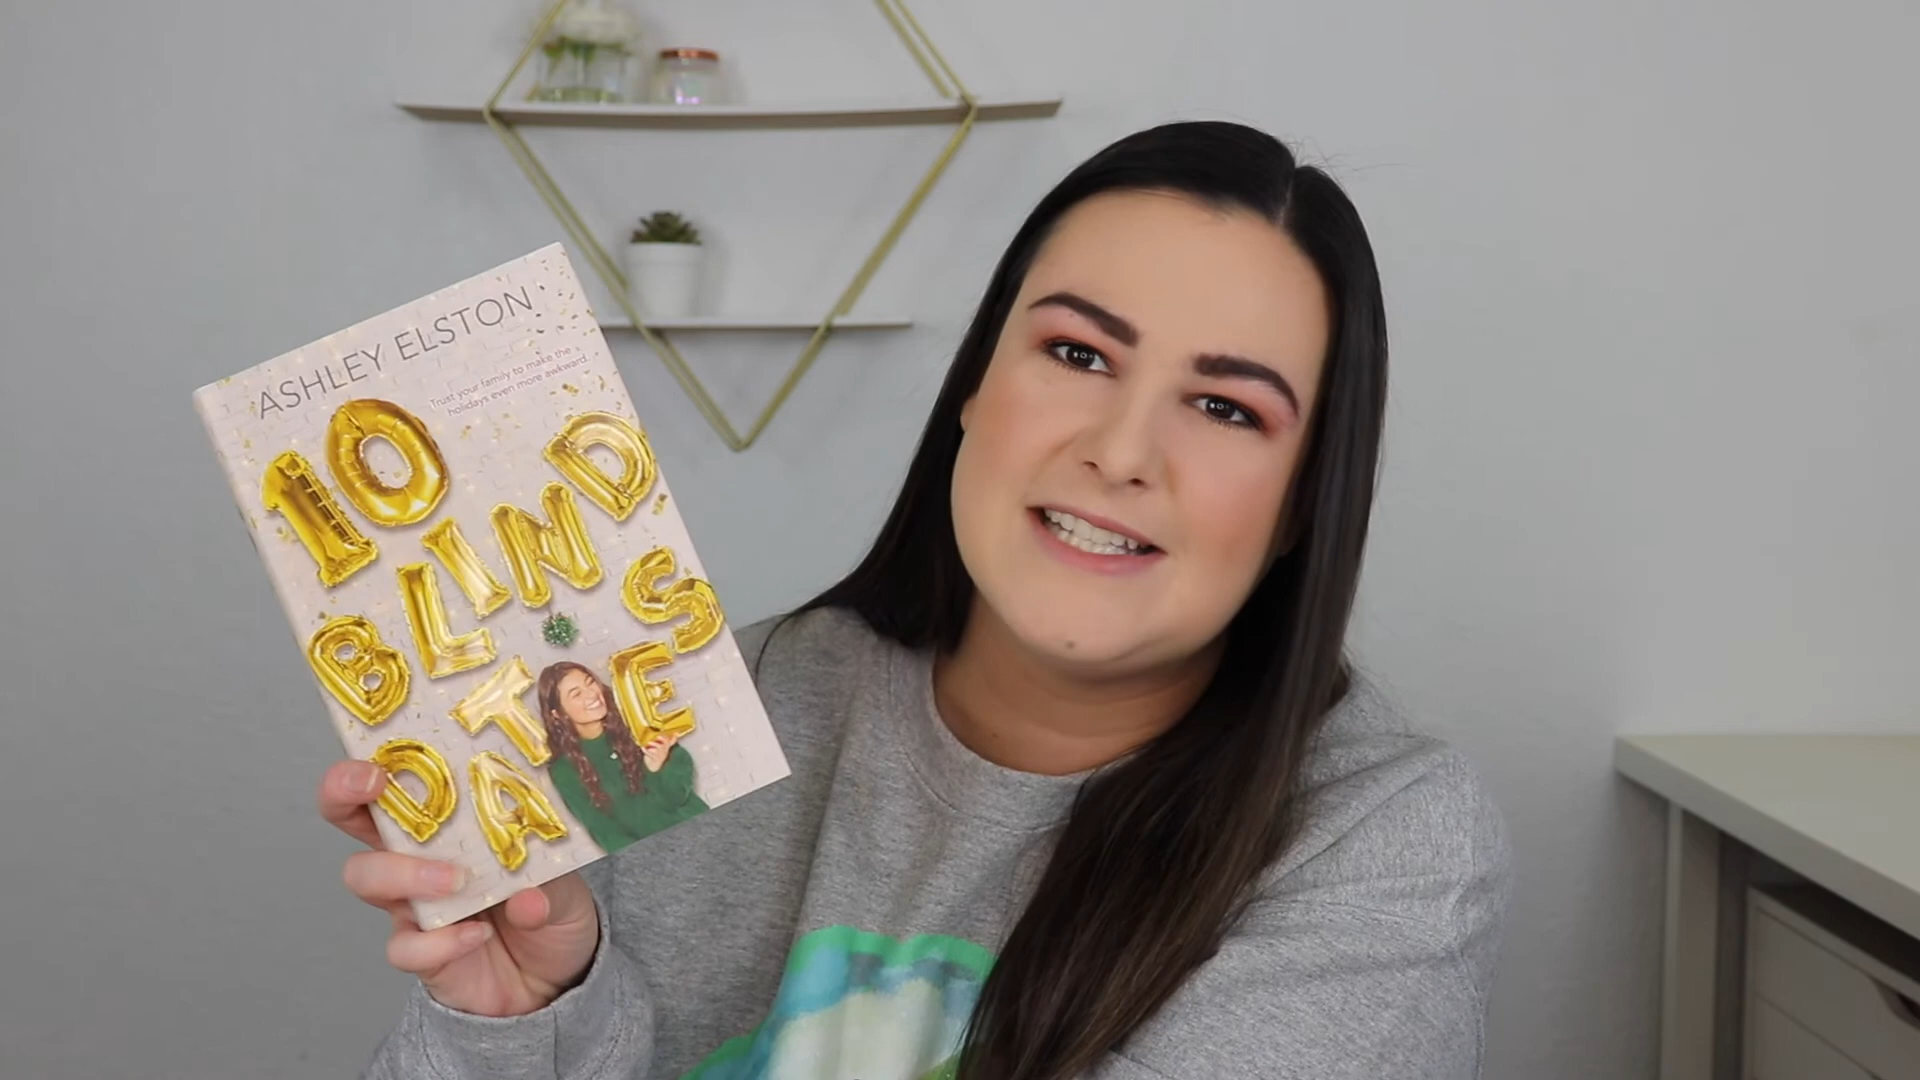 ASHLEY ELSTON
Trust your family to make the
holidays even more awkward.
10
BLIND
DATES